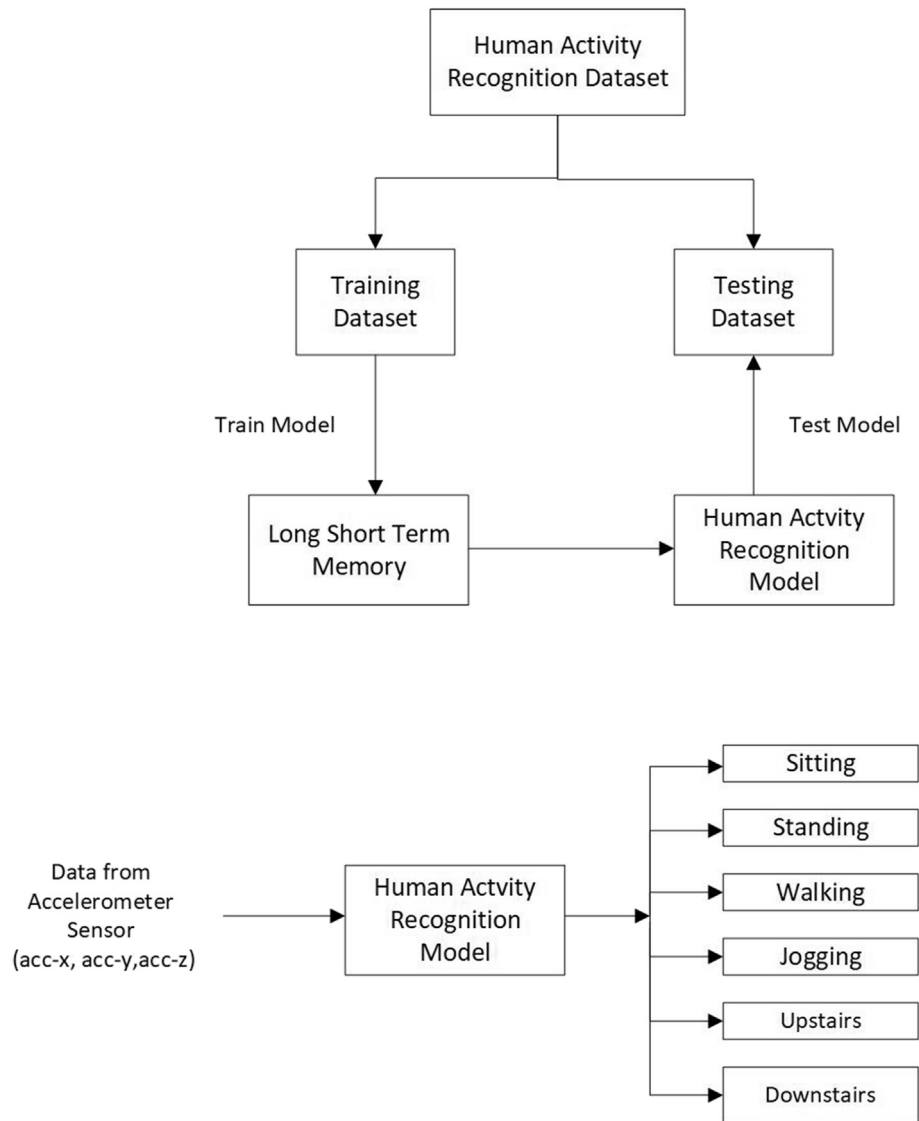 Human Activity
Recognition Dataset
Training
Dataset
Testing
Dataset
Train Model
Test Model
Long Short Term
Memory
Human Actvity
Recognition
Model
Data from
Accelerometer
Sensor
(acc-x, acc-y,acc-z)
Human Actvity
Recognition
Model
Sitting
Standing
Walking
Jogging
Upstairs
Downstairs